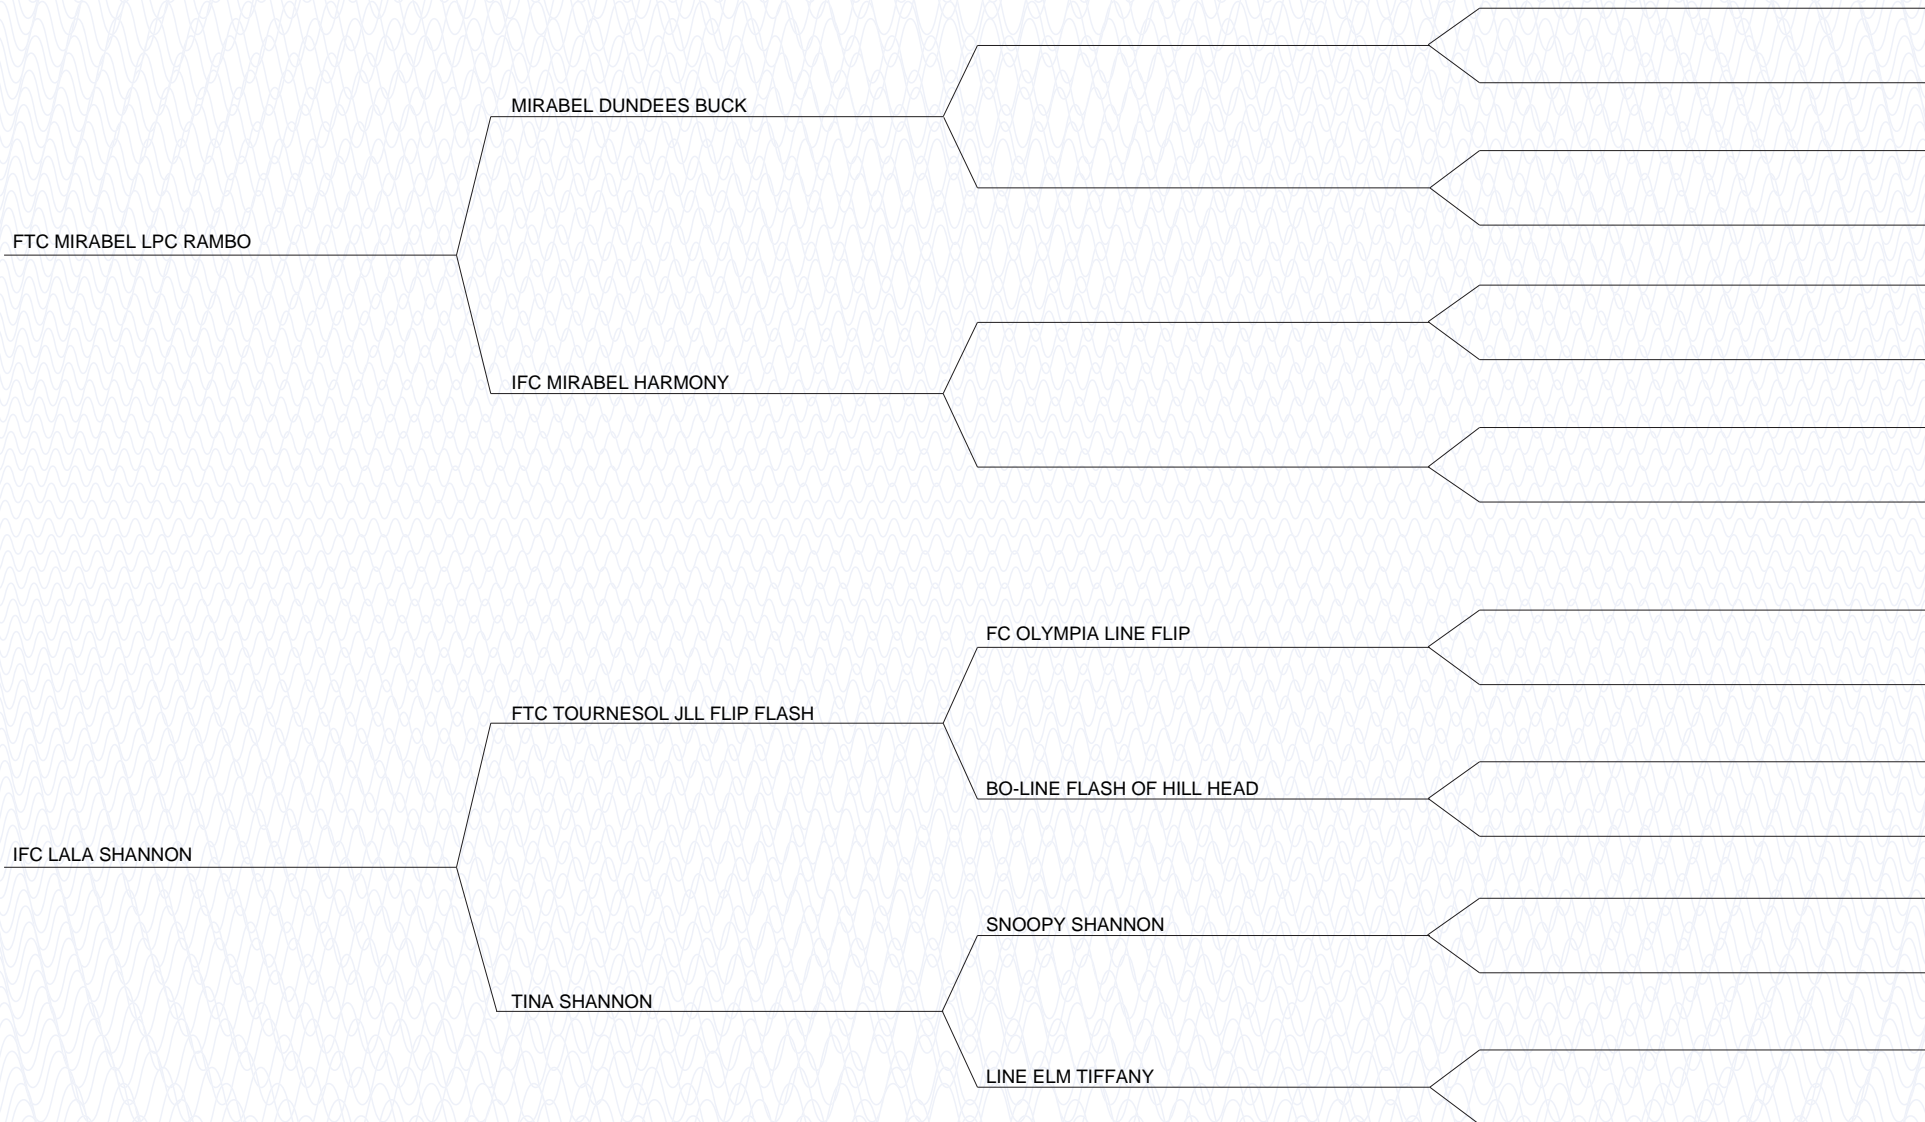 MIRABEL DUNDEES BUCK
FTC MIRABEL LPC RAMBO
IFC MIRABEL HARMONY
FC OLYMPIA LINE FLIP
FTC TOURNESOL JLL FLIP FLASH
BO-LINE FLASH OF HILL HEAD
IFC LALA SHANNON
SNOOPY SHANNON
TINA SHANNON
LINE ELM TIFFANY